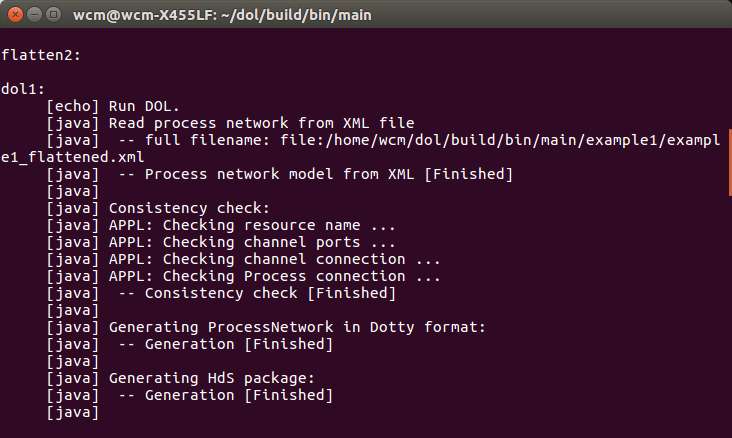 wcm@wcm-X455LF: ~/dol/build/bin/main
flatten2:
dol1:
     [echo] Run DOL.
     [java] Read process network from XML file
     [java]  -- full filename: file:/home/wcm/dol/build/bin/main/example1/exampl
e1_flattened.xml
     [java]  -- Process network model from XML [Finished]
     [java]
     [java] Consistency check:
     [java] APPL: Checking resource name ...
     [java] APPL: Checking channel ports ...
     [java] APPL: Checking channel connection ...
     [java] APPL: Checking Process connection ...
     [java]  -- Consistency check [Finished]
     [java]
     [java] Generating ProcessNetwork in Dotty format:
     [java]  -- Generation [Finished]
     [java]
     [java] Generating HdS package:
     [java]  -- Generation [Finished]
     [java]